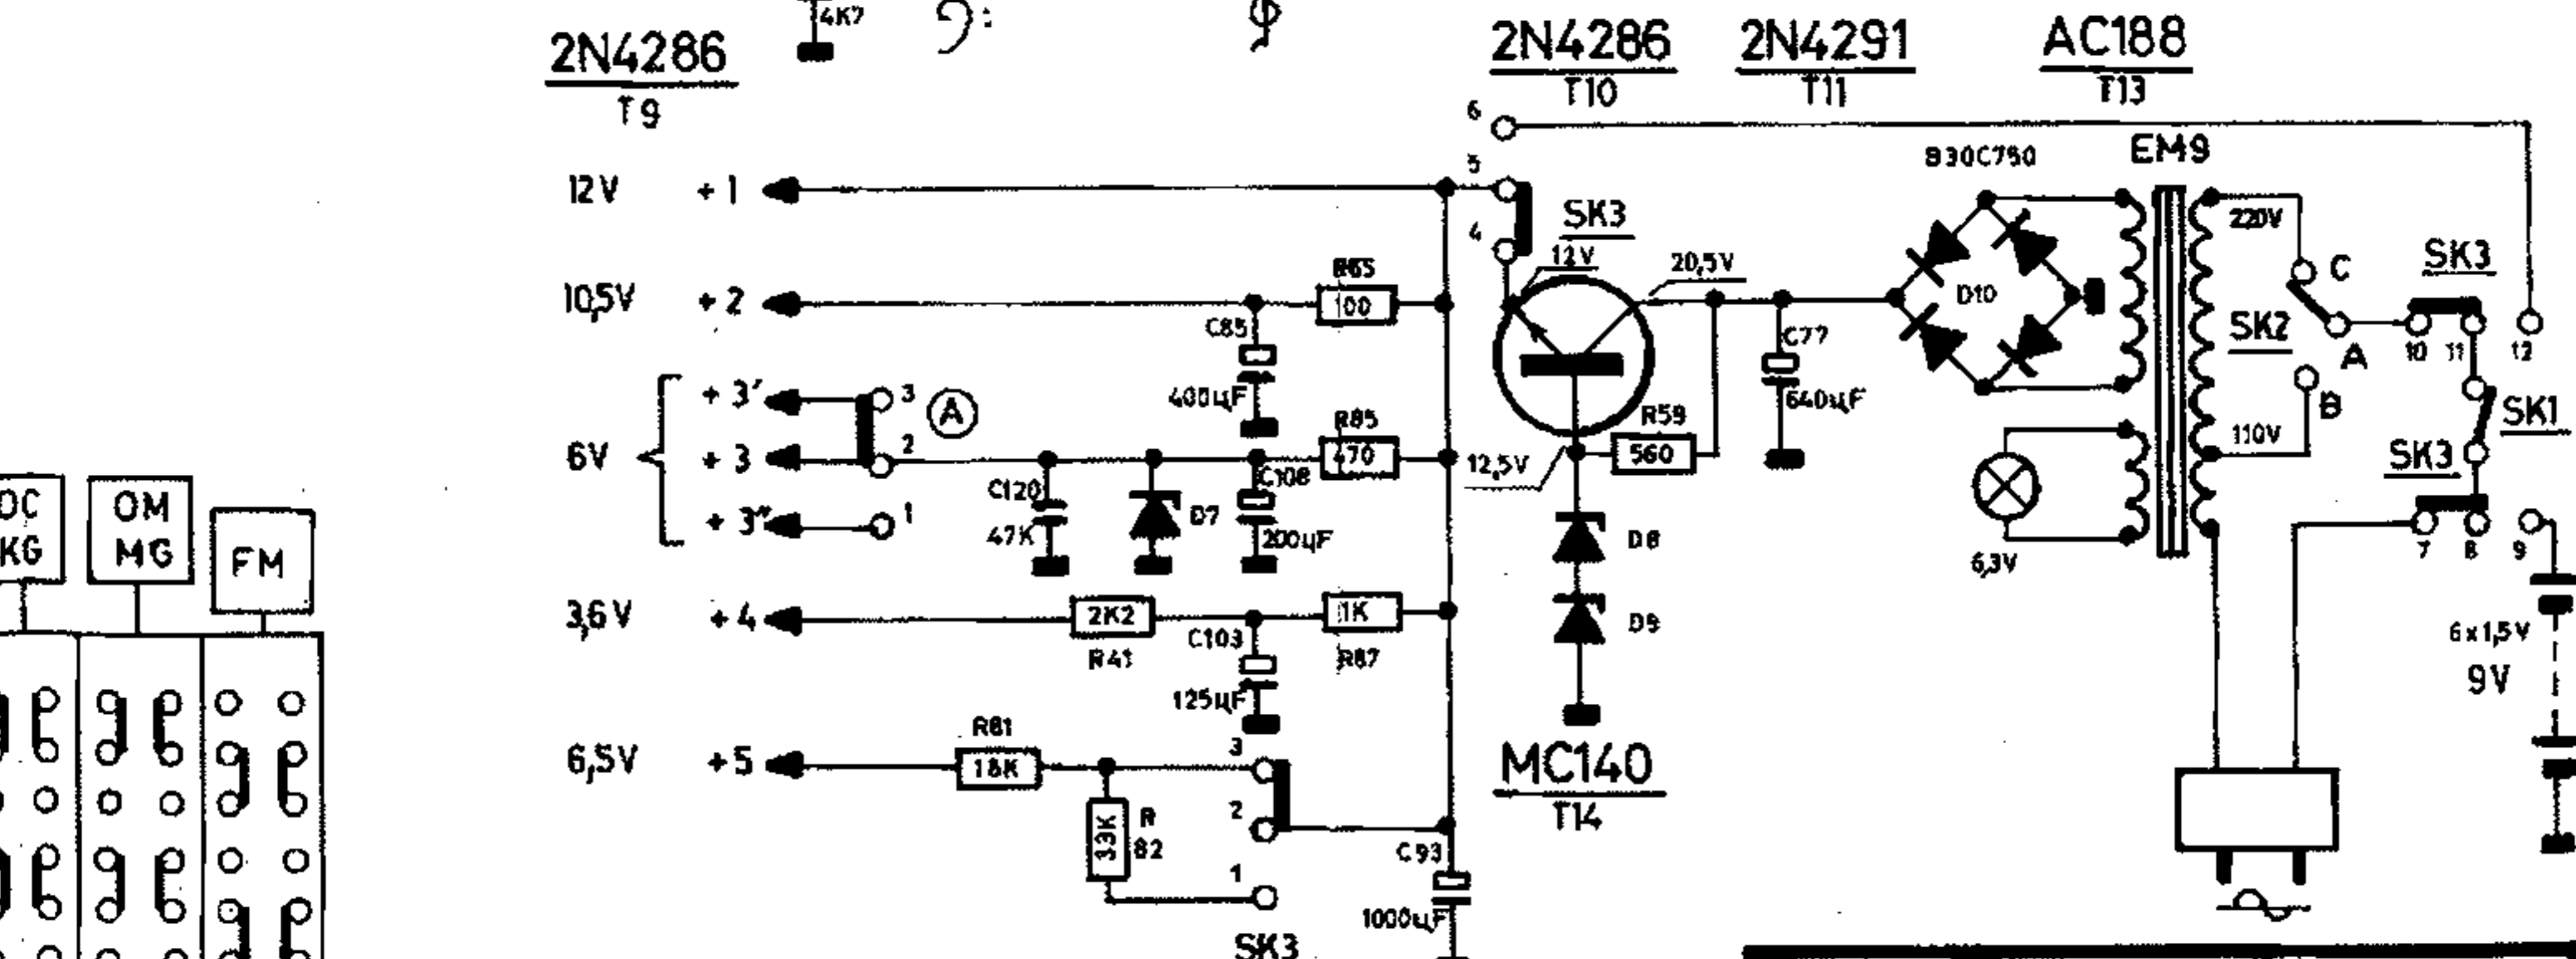 4K7
2N4286
T9
2N4286
T10
2N4291
T11
AC188
T13
6
5
4
12V +1
10,5V +2
6V
+3′
+3
+3″
3
2
1
A
3,6V +4
6,5V +5
R65
100
C85
400µF
R85
470
C108
200µF
C120
47K
D7
2K2
R41
C103
125µF
1K
R87
R81
18K
33K
R
82
3
2
1
SK3
C93
1000µF
SK3
12V
20,5V
12,5V
R59
560
C77
640µF
D8
D9
MC140
T14
B30C750
D10
EM9
220V
110V
6,3V
C
A
B
SK2
SK3
10
11
12
SK1
SK3
7
8
9
6x1,5V
9V
OC
KG
OM
MG
FM